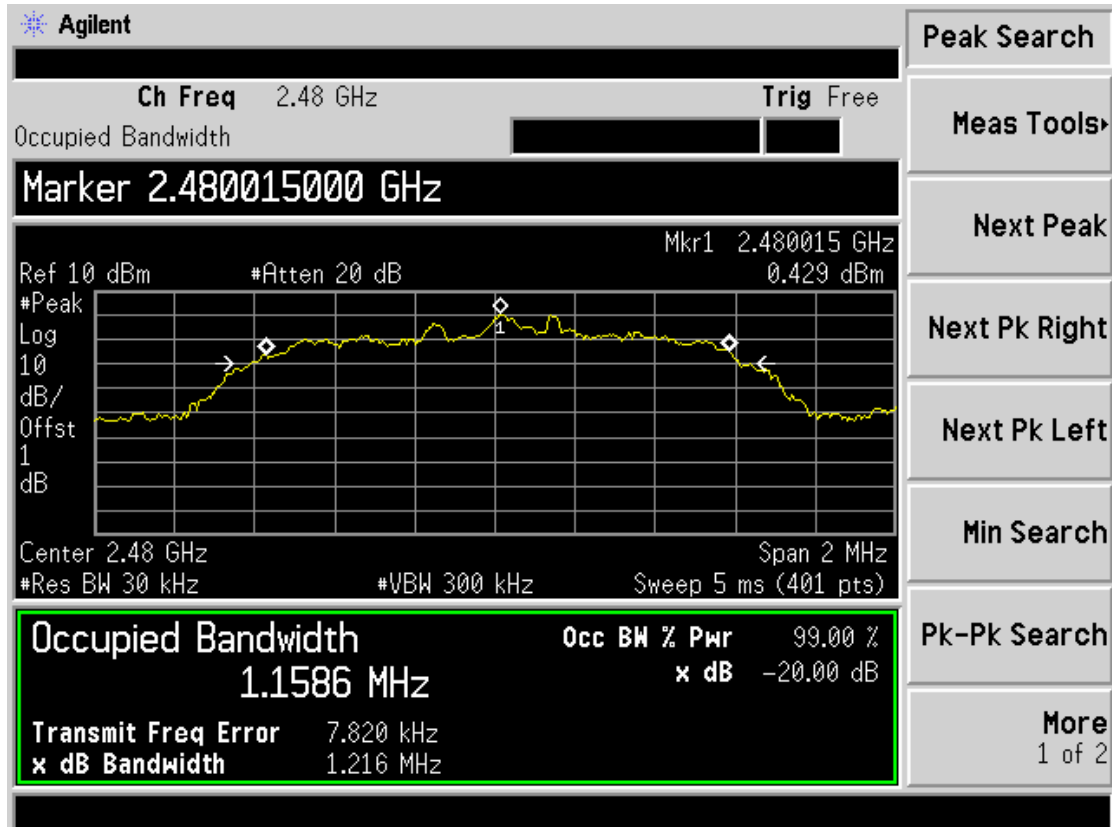 Agilent
Peak Search
Ch Freq 2.48 GHz Trig Free
Occupied Bandwidth
Meas Tools
Marker 2.480015000 GHz
Mkr1 2.480015 GHz
Ref 10 dBm #Atten 20 dB 0.429 dBm
Next Peak
#Peak
Log
10
dB/
Offst
1
dB
1
Next Pk Right
Next Pk Left
Center 2.48 GHz Span 2 MHz
#Res BW 30 kHz #VBW 300 kHz Sweep 5 ms (401 pts)
Min Search
Occupied Bandwidth
1.1586 MHz
Occ BW % Pwr 99.00 %
x dB -20.00 dB
Pk-Pk Search
Transmit Freq Error 7.820 kHz
x dB Bandwidth 1.216 MHz
More
1 of 2